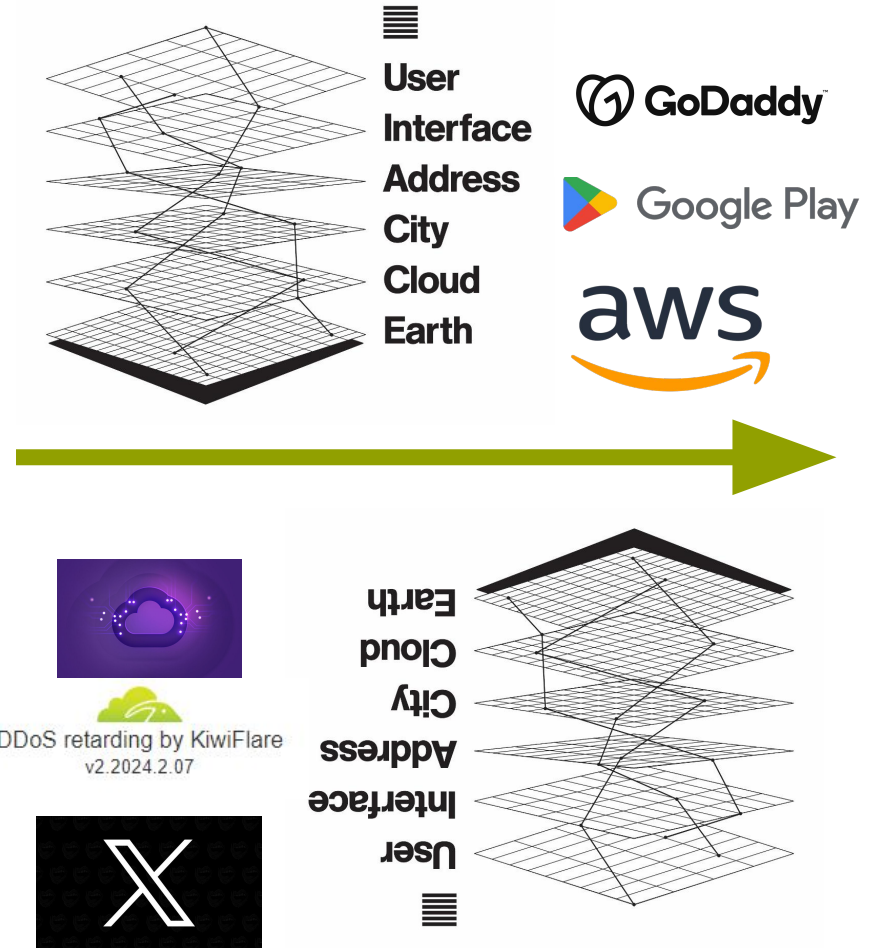 User
Interface
Address
City
Cloud
Earth
GoDaddy™
Google Play
aws
Earth
Cloud
City
Address
Interface
User
DDoS retarding by KiwiFlare
v2.2024.2.07
X